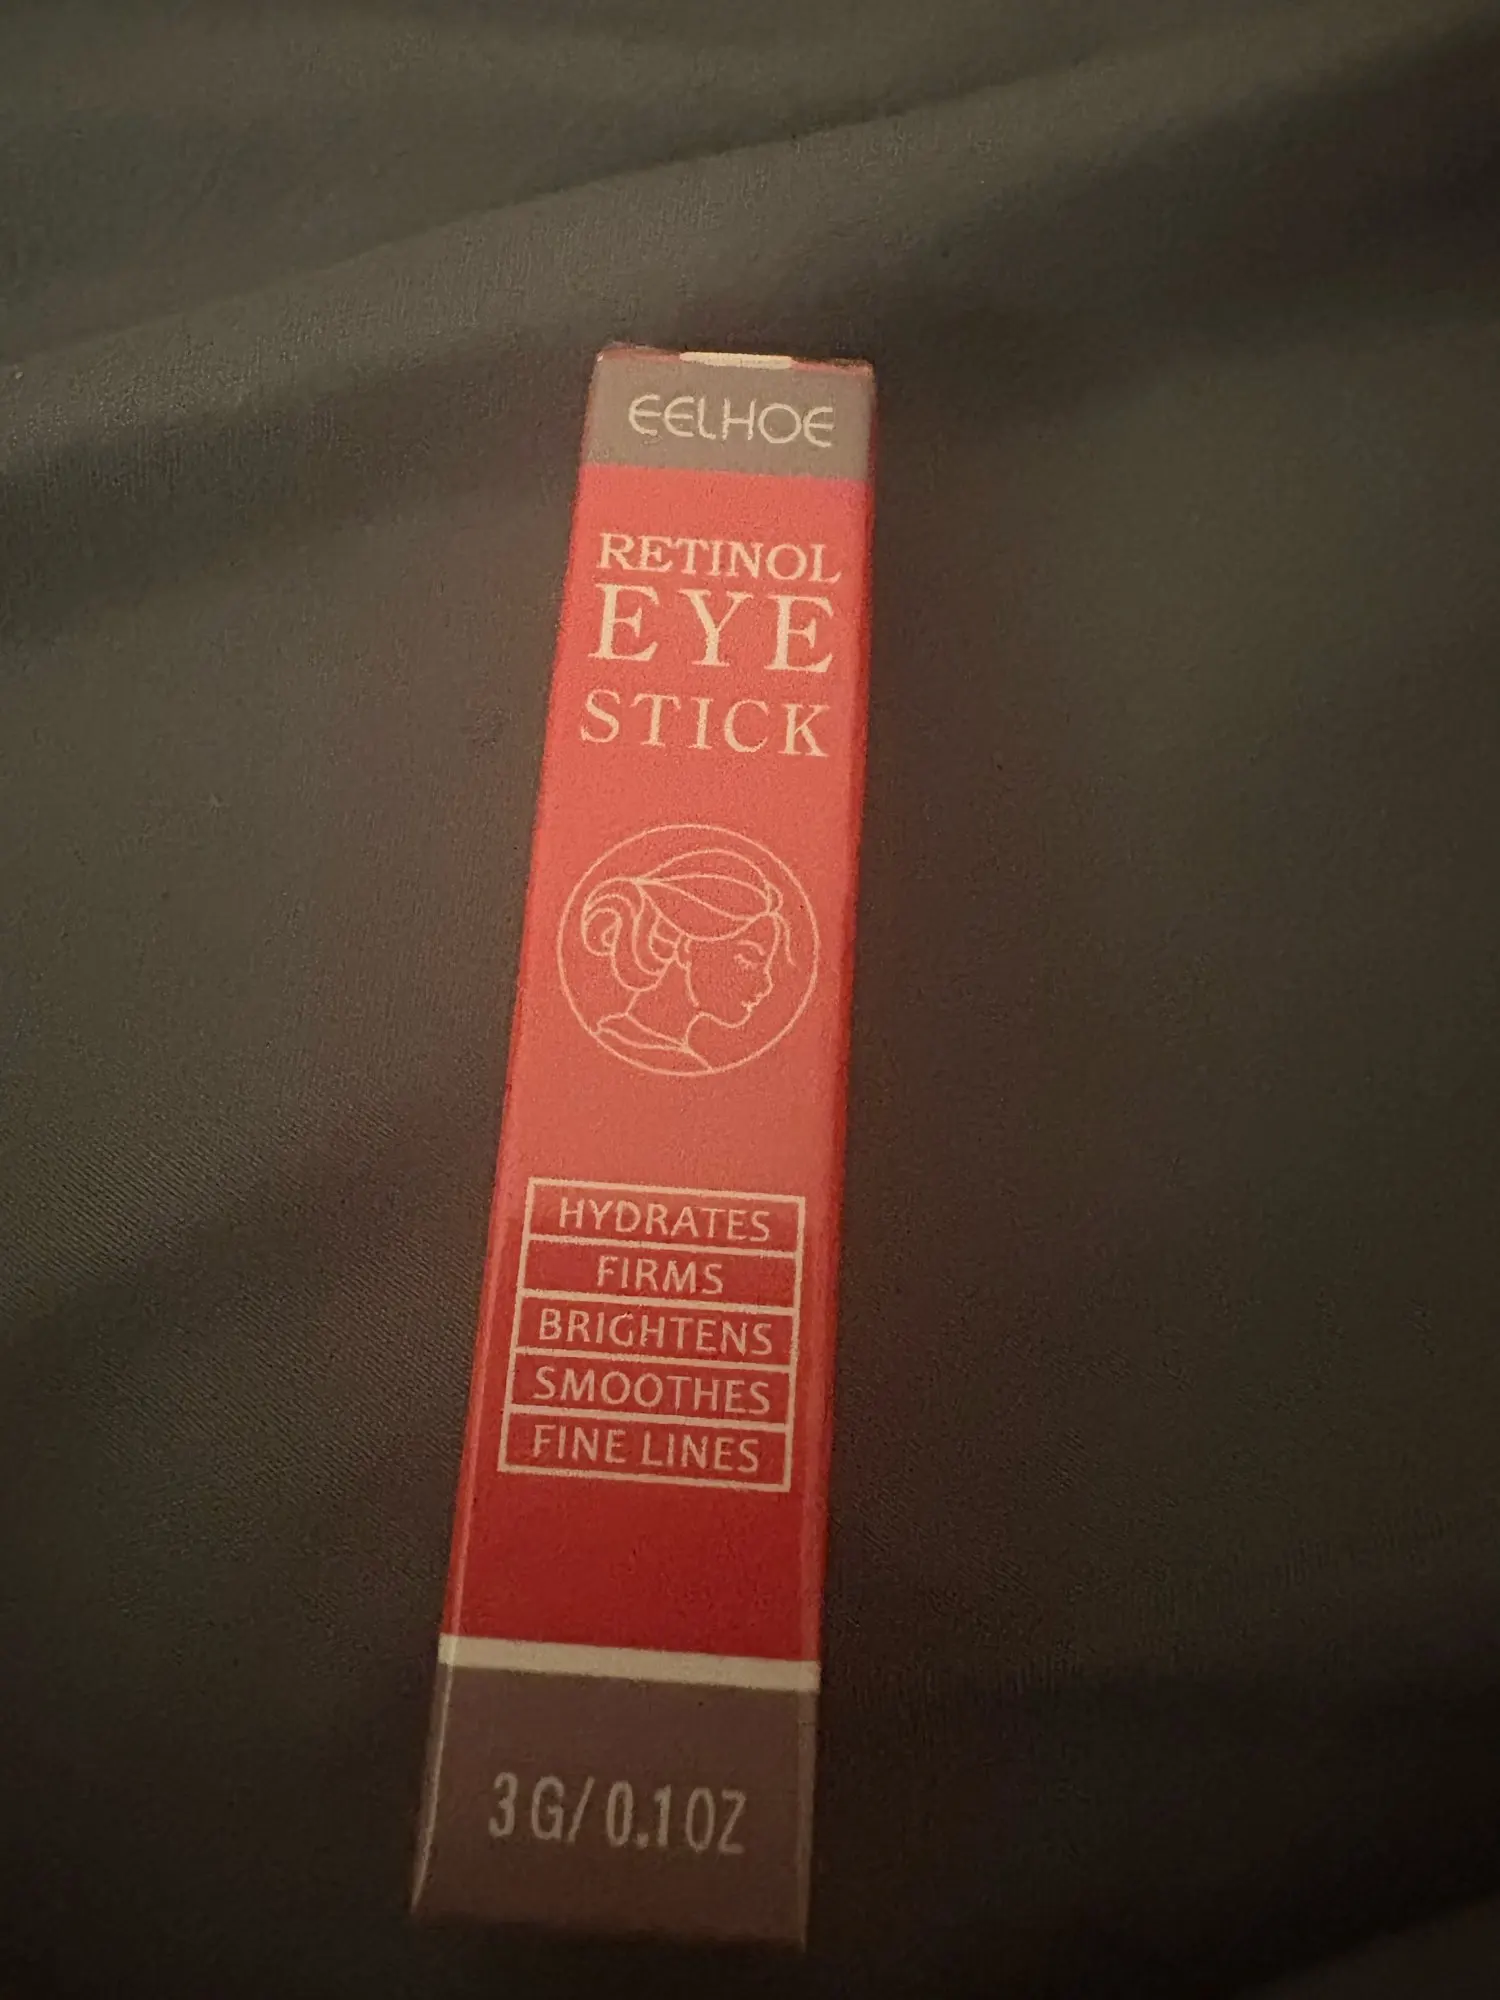 EELHOE
RETINOL
EYE
STICK
HYDRATES
FIRMS
BRIGHTENS
SMOOTHES
FINE LINES
3G/0.1OZ